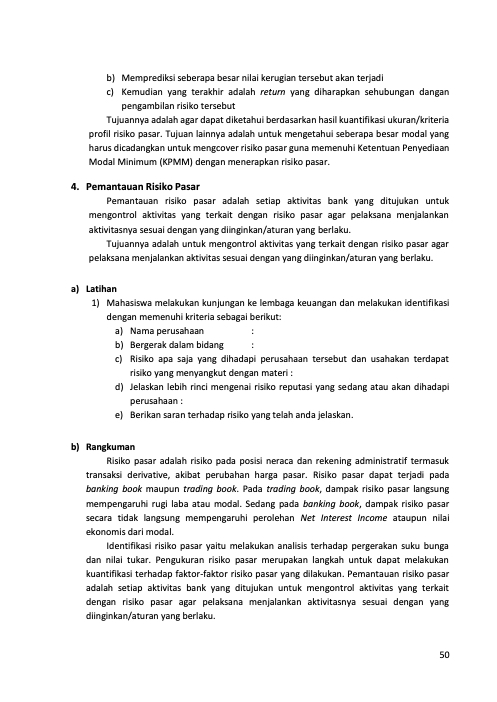 b) Memprediksi seberapa besar nilai kerugian tersebut akan terjadi
c) Kemudian yang terakhir adalah return yang diharapkan sehubungan dangan
pengambilan risiko tersebut
Tujuannya adalah agar dapat diketahui berdasarkan hasil kuantifikasi ukuran/kriteria
profil risiko pasar. Tujuan lainnya adalah untuk mengetahui seberapa besar modal yang
harus dicadangkan untuk mengcover risiko pasar guna memenuhi Ketentuan Penyediaan
Modal Minimum (KPMM) dengan menerapkan risiko pasar.
4. Pemantauan Risiko Pasar
Pemantauan risiko pasar adalah setiap aktivitas bank yang ditujukan untuk
mengontrol aktivitas yang terkait dengan risiko pasar agar pelaksana menjalankan
aktivitasnya sesuai dengan yang diinginkan/aturan yang berlaku.
Tujuannya adalah untuk mengontrol aktivitas yang terkait dengan risiko pasar agar
pelaksana menjalankan aktivitas sesuai dengan yang diinginkan/aturan yang berlaku.
a) Latihan
1) Mahasiswa melakukan kunjungan ke lembaga keuangan dan melakukan identifikasi
dengan memenuhi kriteria sebagai berikut:
a) Nama perusahaan :
b) Bergerak dalam bidang :
c) Risiko apa saja yang dihadapi perusahaan tersebut dan usahakan terdapat
risiko yang menyangkut dengan materi :
d) Jelaskan lebih rinci mengenai risiko reputasi yang sedang atau akan dihadapi
perusahaan :
e) Berikan saran terhadap risiko yang telah anda jelaskan.
b) Rangkuman
Risiko pasar adalah risiko pada posisi neraca dan rekening administratif termasuk
transaksi derivative, akibat perubahan harga pasar. Risiko pasar dapat terjadi pada
banking book maupun trading book. Pada trading book, dampak risiko pasar langsung
mempengaruhi rugi laba atau modal. Sedang pada banking book, dampak risiko pasar
secara tidak langsung mempengaruhi perolehan Net Interest Income ataupun nilai
ekonomis dari modal.
Identifikasi risiko pasar yaitu melakukan analisis terhadap pergerakan suku bunga
dan nilai tukar. Pengukuran risiko pasar merupakan langkah untuk dapat melakukan
kuantifikasi terhadap faktor-faktor risiko pasar yang dilakukan. Pemantauan risiko pasar
adalah setiap aktivitas bank yang ditujukan untuk mengontrol aktivitas yang terkait
dengan risiko pasar agar pelaksana menjalankan aktivitasnya sesuai dengan yang
diinginkan/aturan yang berlaku.
50